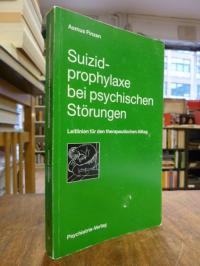 Asmus Finzen
Suizid-
prophylaxe
bei psychischen
Störungen
Leitlinien für den therapeutischen Alltag
Psychiatrie-Verlag